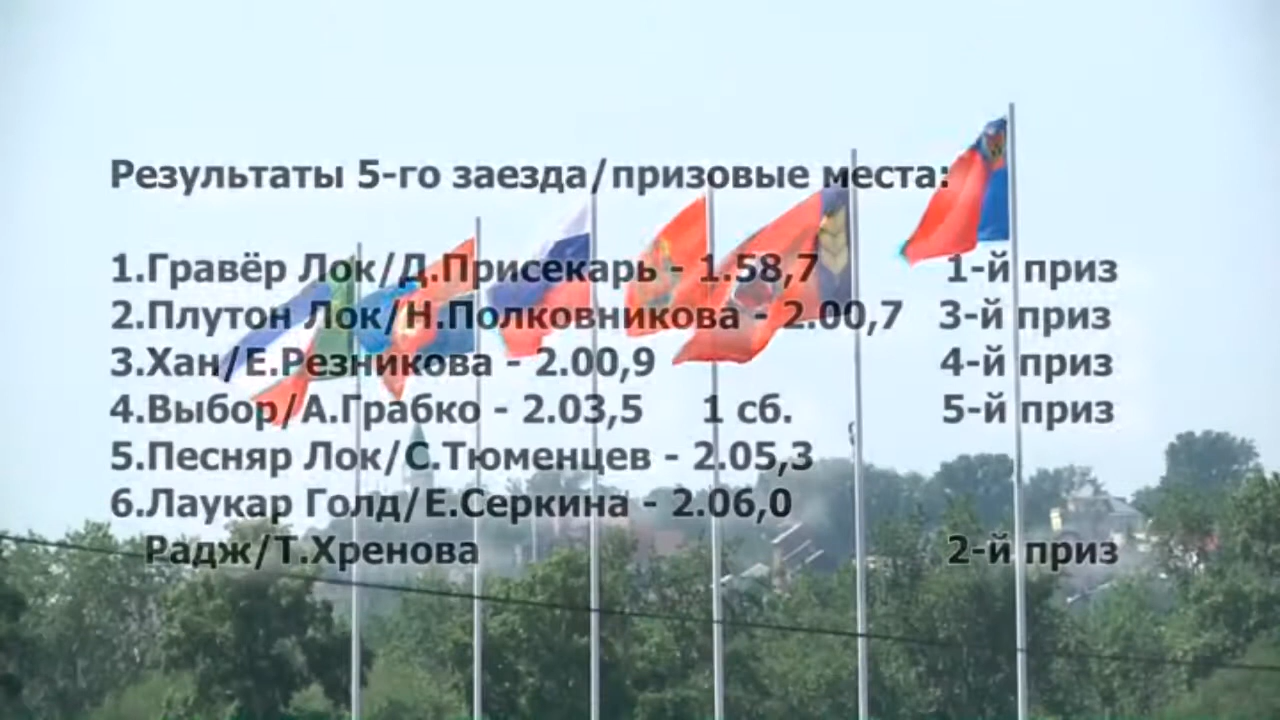 Результаты 5-го заезда/призовые места:
1.Гравёр Лок/Д.Присекарь - 1.58,7 1-й приз
2.Плутон Лок/Н.Полковникова - 2.00,7 3-й приз
3.Хан/Е.Резникова - 2.00,9 4-й приз
4.Выбор/А.Грабко - 2.03,5 1 сб. 5-й приз
5.Песняр Лок/С.Тюменцев - 2.05,3
6.Лаукар Голд/Е.Серкина - 2.06,0
Радж/Т.Хренова 2-й приз